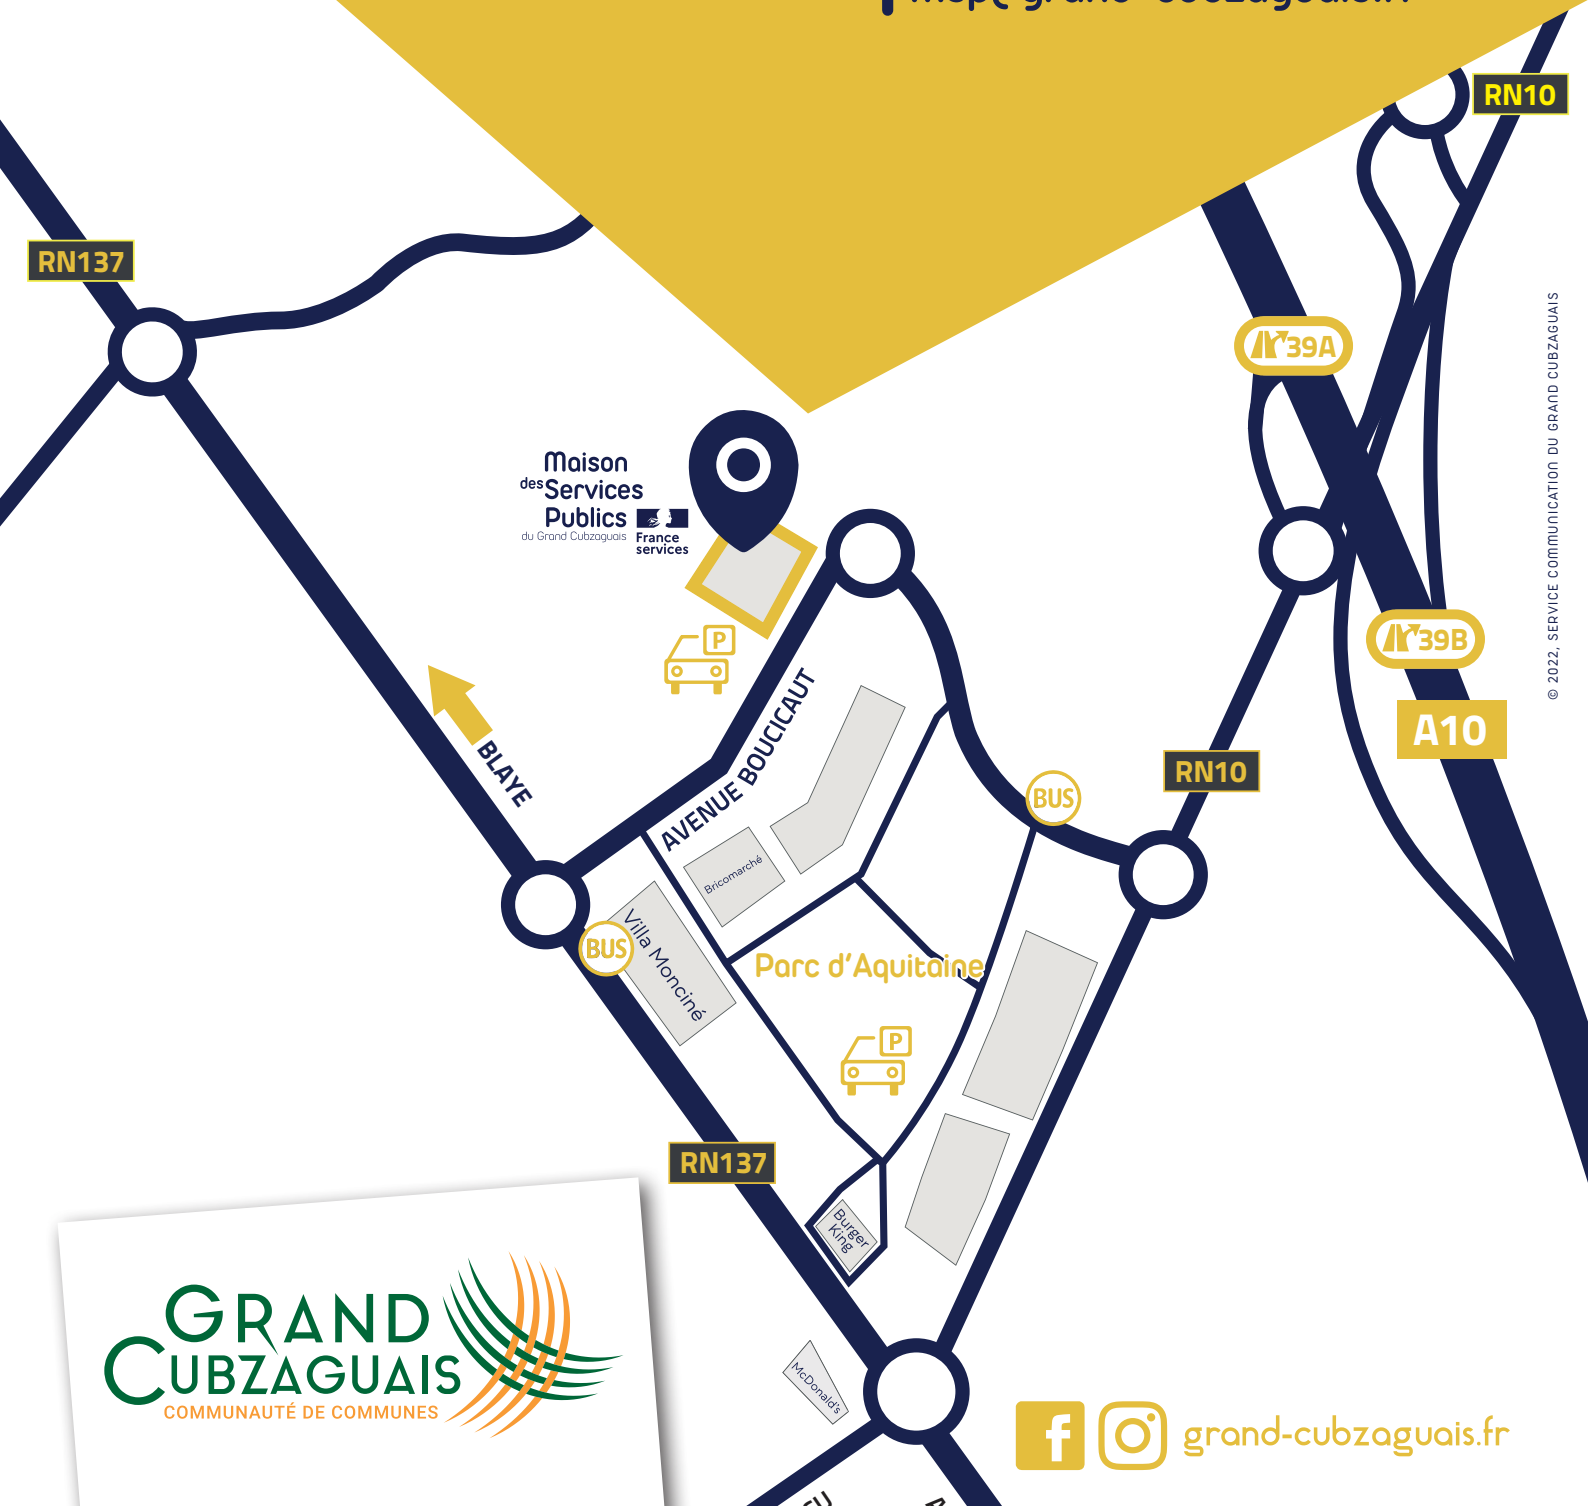 RN10
RN137
39A
© 2022, SERVICE COMMUNICATION DU GRAND CUBZAGUAIS
Maison
des Services
Publics
du Grand Cubzaguais
France
services
P
39B
AVENUE BOUCICAUT
A10
BLAYE
RN10
BUS
Bricomarché
BUS
Villa Monciné
Parc d'Aquitaine
P
RN137
Burger
King
GRAND
CUBZAGUAIS
COMMUNAUTÉ DE COMMUNES
McDonald's
grand-cubzaguais.fr